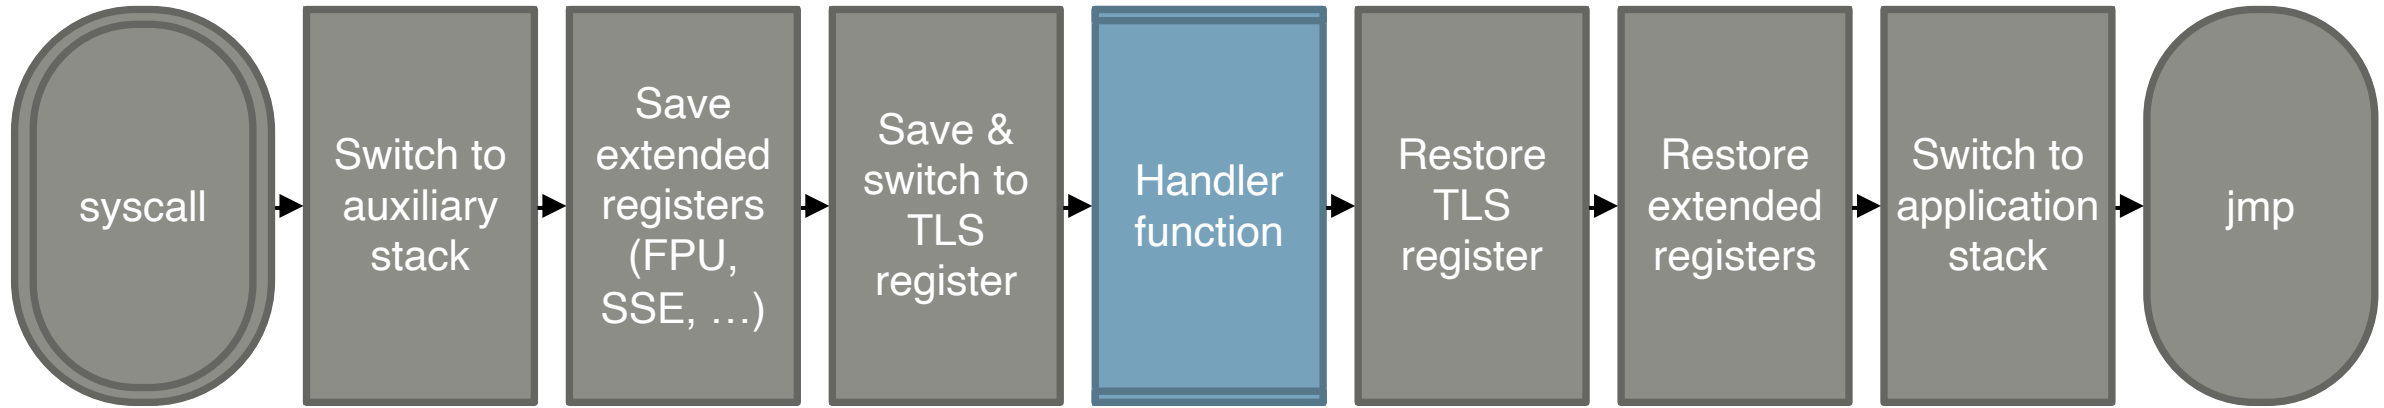 syscall
Switch to
auxiliary
stack
Save
extended
registers
(FPU,
SSE, …)
Save &
switch to
TLS
register
Handler
function
Restore
TLS
register
Restore
extended
registers
Switch to
application
stack
jmp